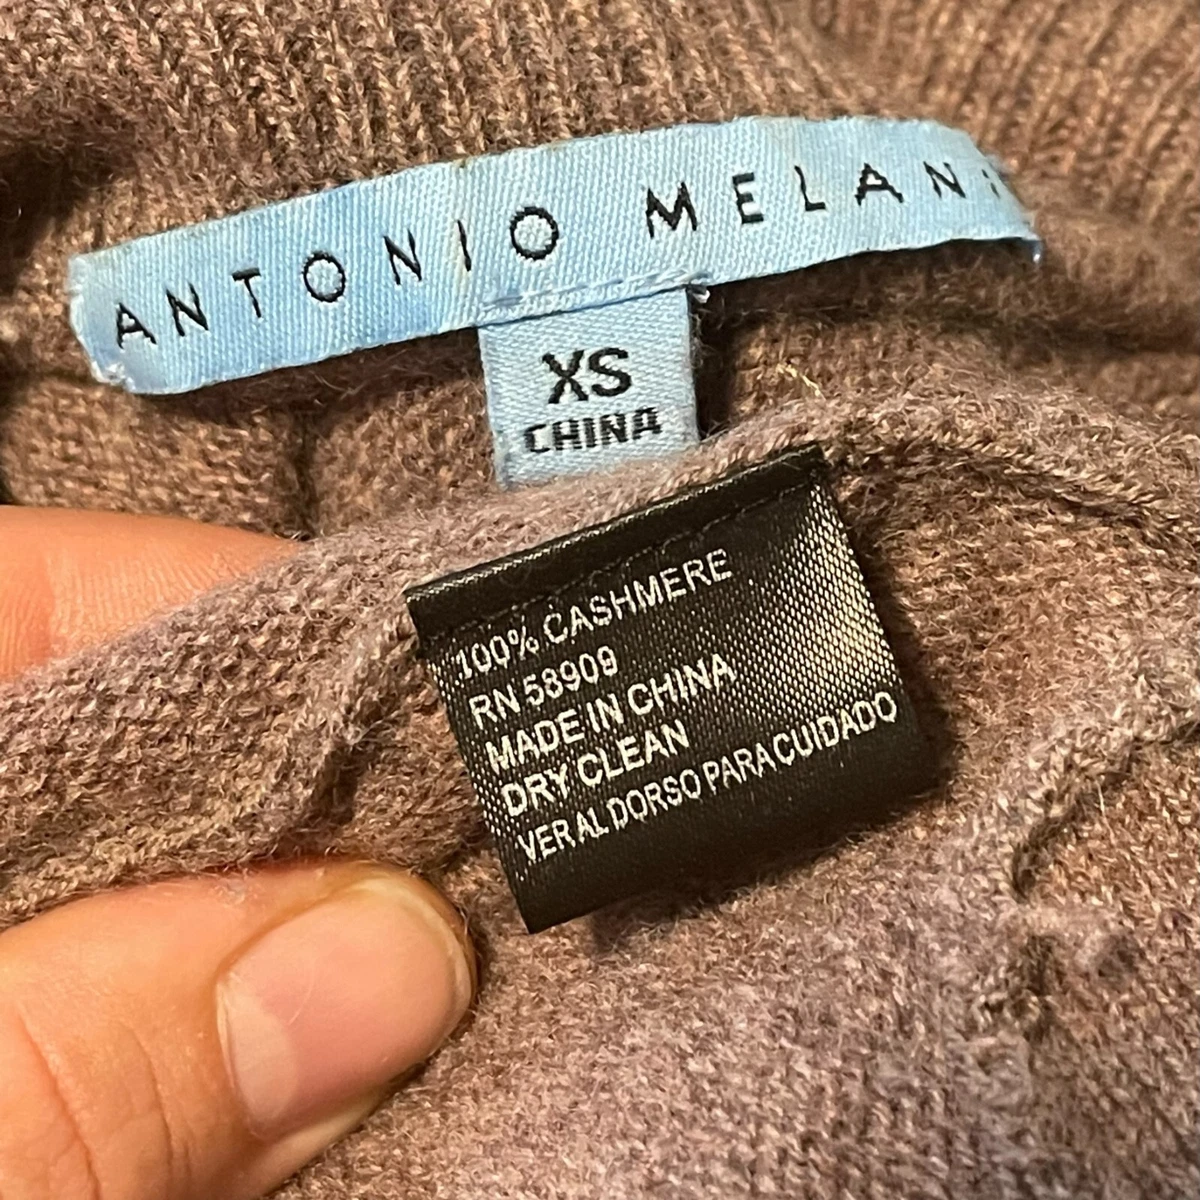 ANTONIO MELANI
XS
CHINA
100% CASHMERE
RN 58909
MADE IN CHINA
DRY CLEAN
VER AL DORSO PARA CUIDADO